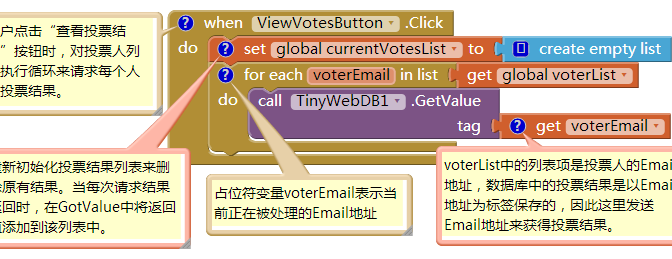 户点击“查看投票结
”按钮时，对投票人列
执行循环来请求每个人
投票结果。
when ViewVotesButton .Click
do set global currentVotesList to create empty list
for each voterEmail in list get global voterList
do call TinyWebDB1 .GetValue
tag get voterEmail
新初始化投票结果列表来删
原有结果。当每次请求结果
返回时，在GotValue中将返回
添加到该列表中。
占位符变量voterEmail表示当
前正在被处理的Email地址
voterList中的列表项是投票人的Email
地址，数据库中的投票结果是以Email
地址为标签保存的，因此这里发送
Email地址来获得投票结果。